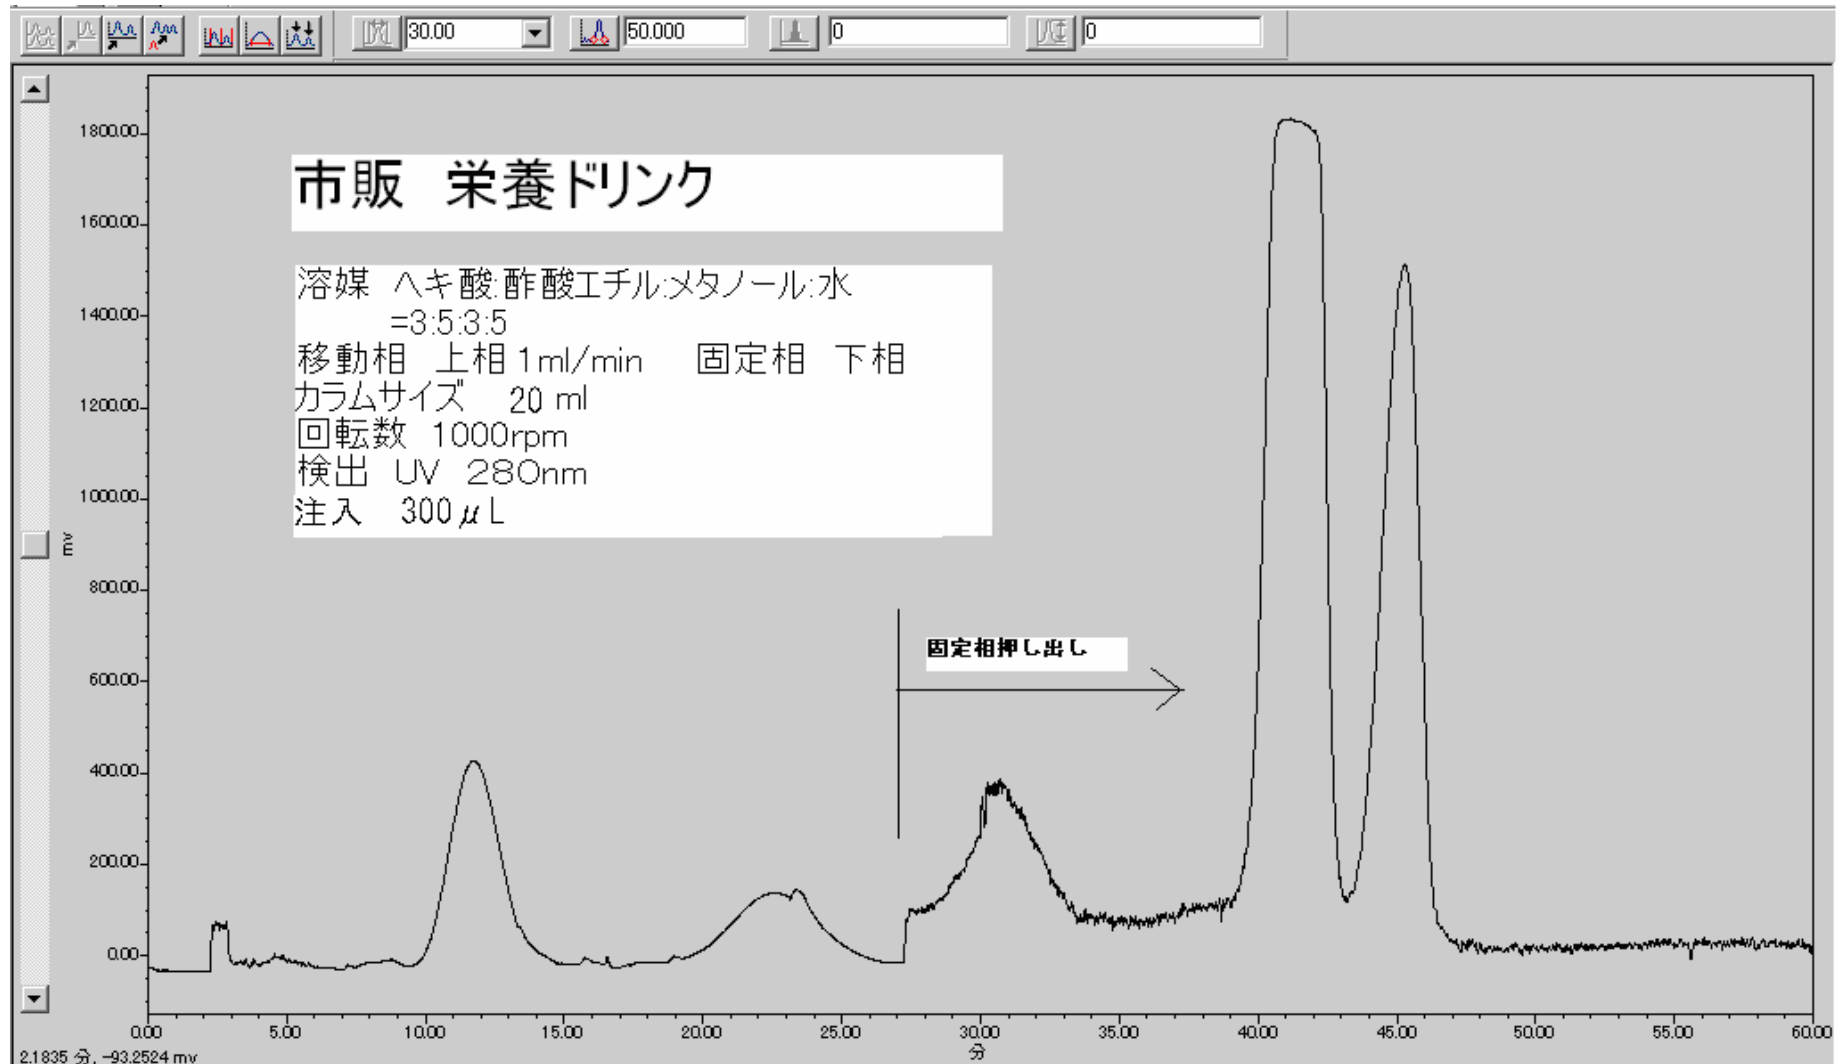 30.00
50.000
0
0
1800.00
1600.00
1400.00
1200.00
1000.00
mv
800.00
600.00
400.00
200.00
0.00
市販 栄養ドリンク
溶媒 ヘキ酸:酢酸エチル:メタノール:水
=3:5:3:5
移動相 上相 1ml/min 固定相 下相
カラムサイズ 20 ml
回転数 1000rpm
検出 UV 280nm
注入 300μL
固定相押し出し
0.00 5.00 10.00 15.00 20.00 25.00 30.00 35.00 40.00 45.00 50.00 55.00 60.00
分
2.1835 分, -93.2524 mv